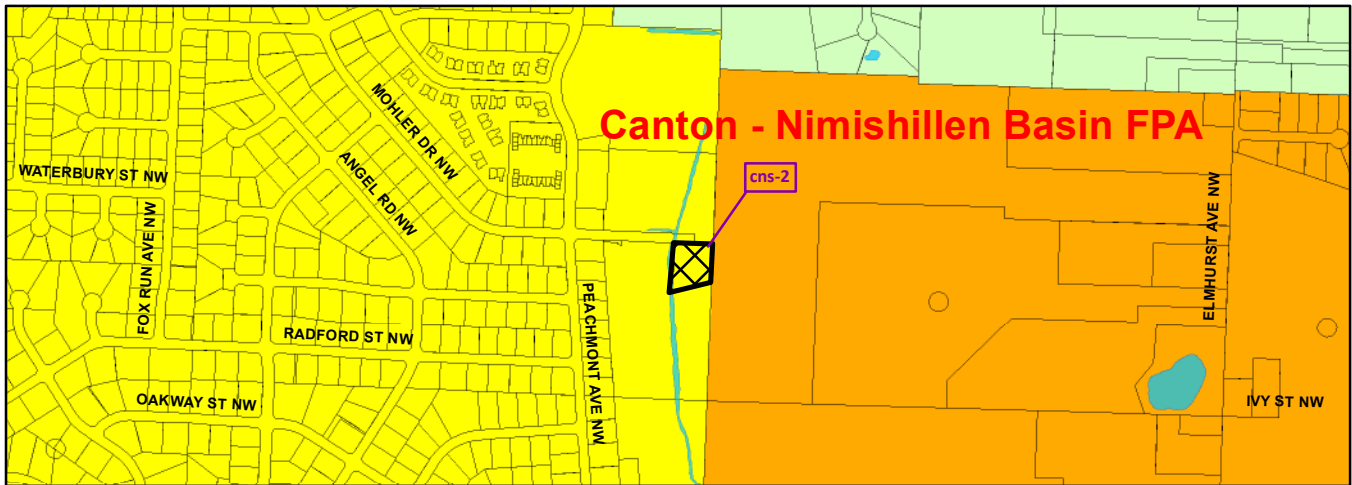 Canton - Nimishillen Basin FPA
MOHLER DR NW
WATERBURY ST NW
ANGEL RD NW
cns-2
FOX RUN AVE NW
ELMHURST AVE NW
RADFORD ST NW
PEACHMONT AVE NW
OAKWAY ST NW
IVY ST NW